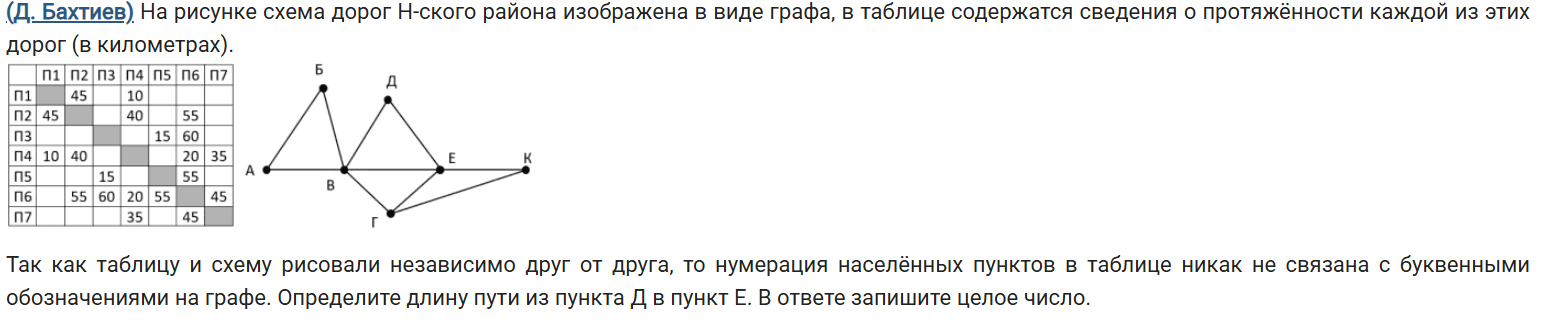 (Д. Бахтиев) На рисунке схема дорог Н-ского района изображена в виде графа, в таблице содержатся сведения о протяжённости каждой из этих
дорог (в километрах).
П1 П2 П3 П4 П5 П6 П7
П1 45 10
П2 45 40 55
П3 15 60
П4 10 40 20 35
П5 15 55
П6 55 60 20 55 45
П7 35 45
Б
Д
А
В
Е
К
Г
Так как таблицу и схему рисовали независимо друг от друга, то нумерация населённых пунктов в таблице никак не связана с буквенными
обозначениями на графе. Определите длину пути из пункта Д в пункт Е. В ответе запишите целое число.